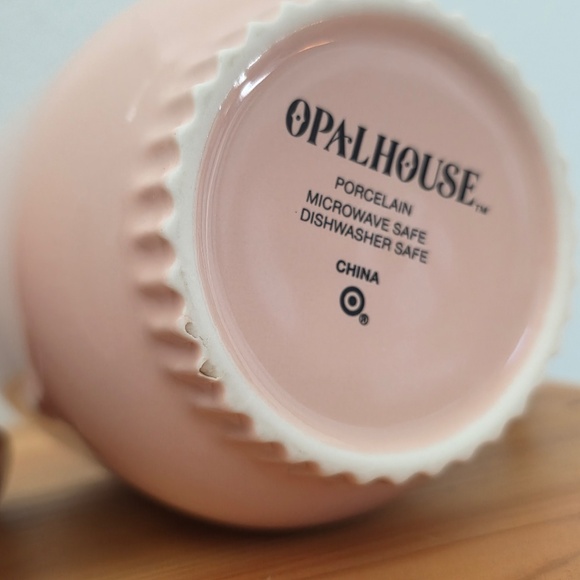 OPALHOUSE™
PORCELAIN
MICROWAVE SAFE
DISHWASHER SAFE
CHINA
®